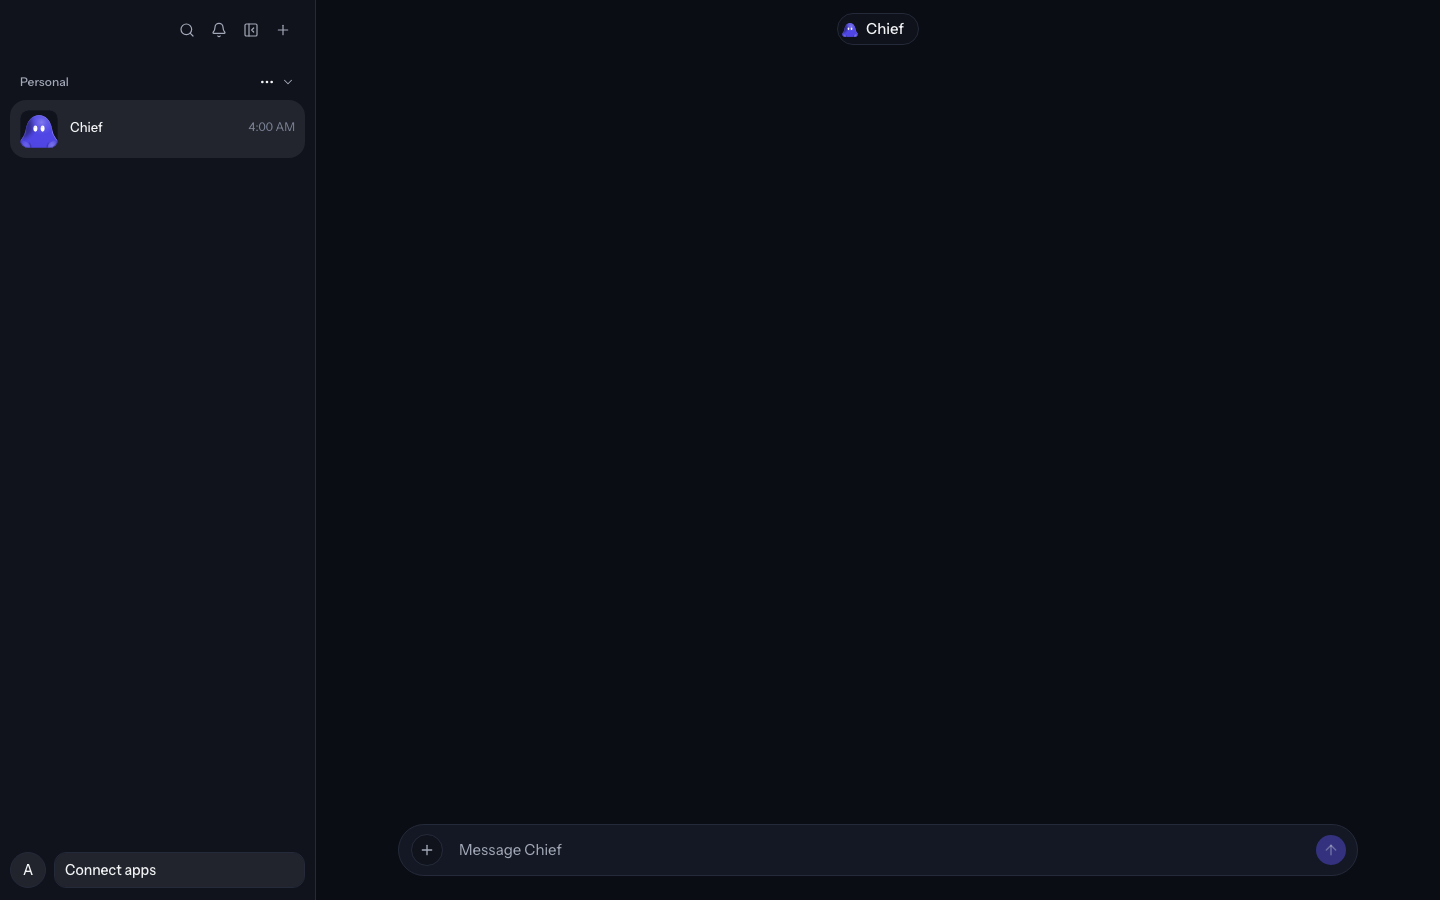 Chief
Personal
Chief
4:00 AM
Message Chief
A
Connect apps